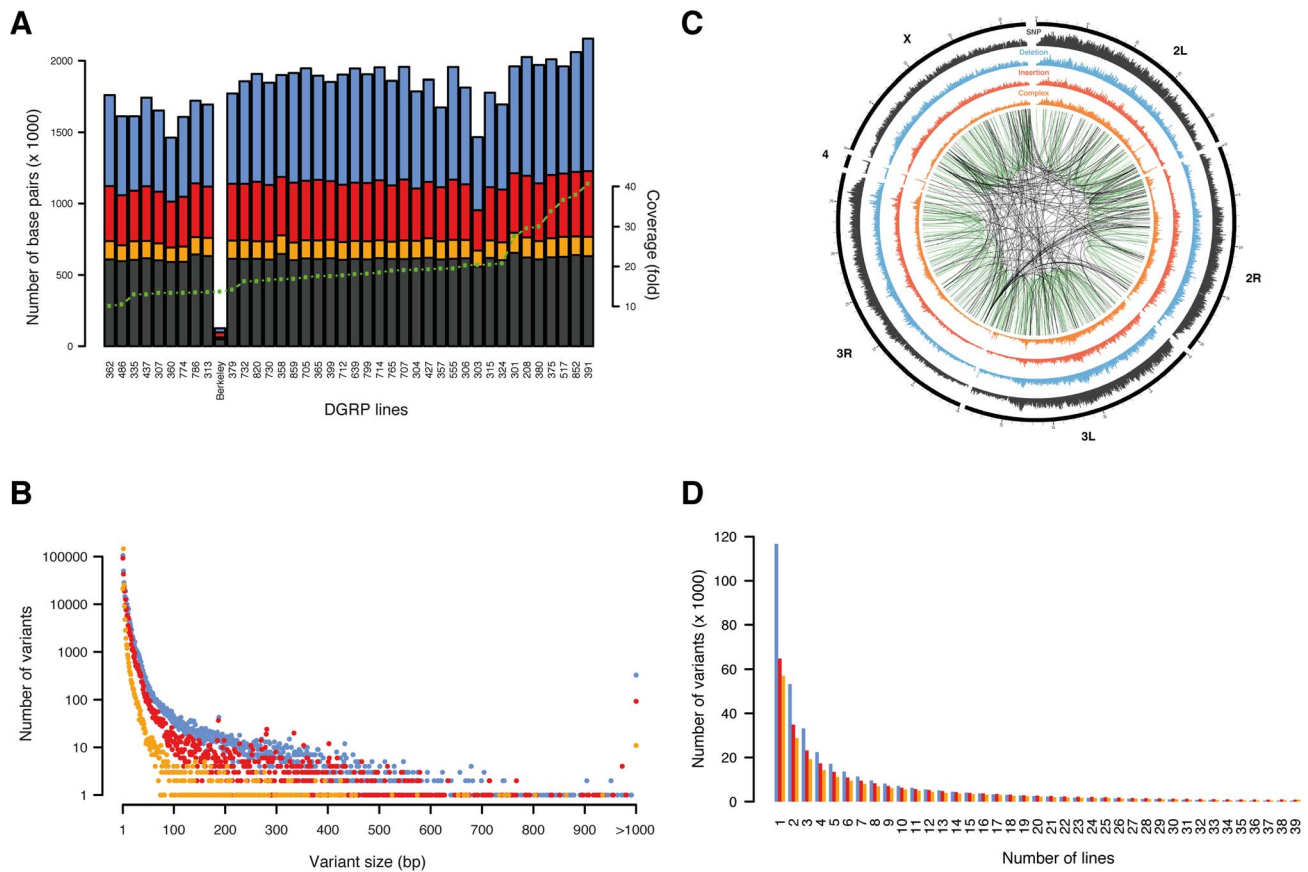 A
Number of base pairs (x 1000)
2000
1500
1000
500
0
40
30
20
10
Coverage (fold)
362 486 335 437 307 360 774 786 313 Berkeley 379 732 820 730 358 859 705 365 399 712 639 799 714 765 707 304 427 357 555 306 303 315 324 301 208 380 375 517 852 391
DGRP lines
C
X
2L
2R
3L
3R
4
SNP
Deletion
Insertion
Complex
B
Number of variants
100000
10000
1000
100
10
1
1 100 200 300 400 500 600 700 800 900 >1000
Variant size (bp)
D
Number of variants (x 1000)
120
100
80
60
40
20
0
1 2 3 4 5 6 7 8 9 10 11 12 13 14 15 16 17 18 19 20 21 22 23 24 25 26 27 28 29 30 31 32 33 34 35 36 37 38 39
Number of lines